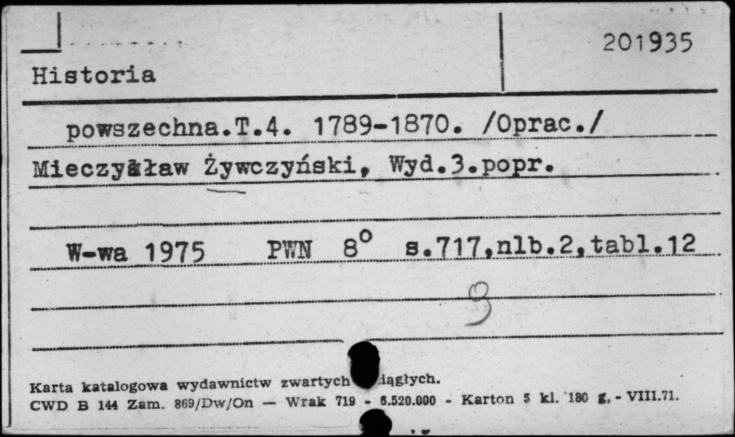 201935
Historia
powszechna.T.4. 1789-1870. /Oprac./
Mieczysław Żywczyński, Wyd.3.popr.
W-wa 1975 PWN 8° s.717,nlb.2,tabl.12
9
Karta katalogowa wydawnictw zwartych iągłych.
CWD B 144 Zam. 869/Dw/On — Wrak 719 - 6.520.000 - Karton 5 kl. 180 g, - VIII.71.